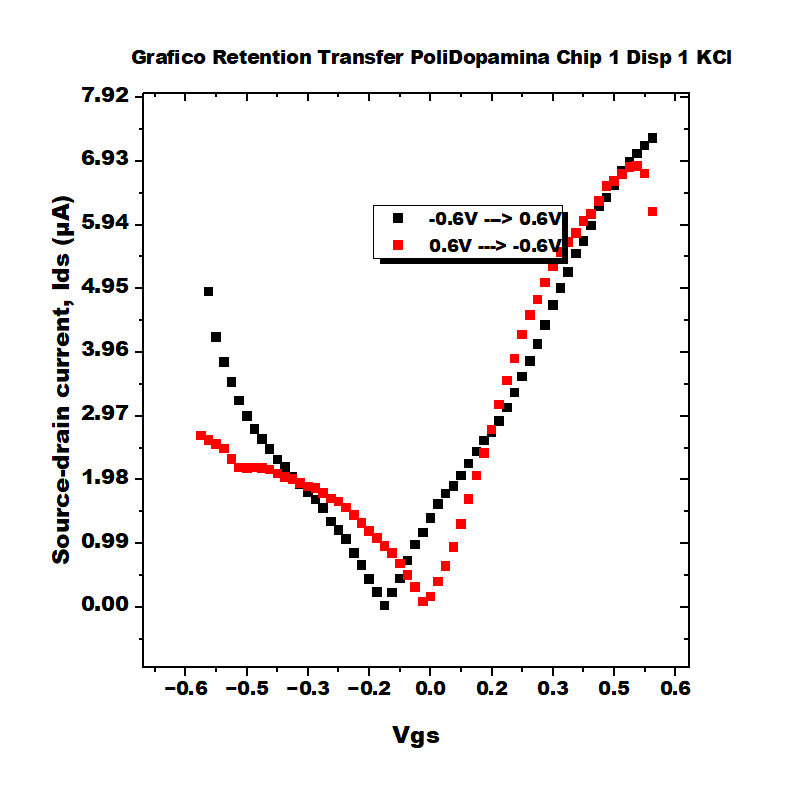 Grafico Retention Transfer PoliDopamina Chip 1 Disp 1 KCl
7.92
6.93
5.94
4.95
3.96
2.97
1.98
0.99
0.00
Source-drain current, Ids (µA)
-0.6V ---> 0.6V
0.6V ---> -0.6V
−0.6 −0.5 −0.3 −0.2 0.0 0.2 0.3 0.5 0.6
Vgs